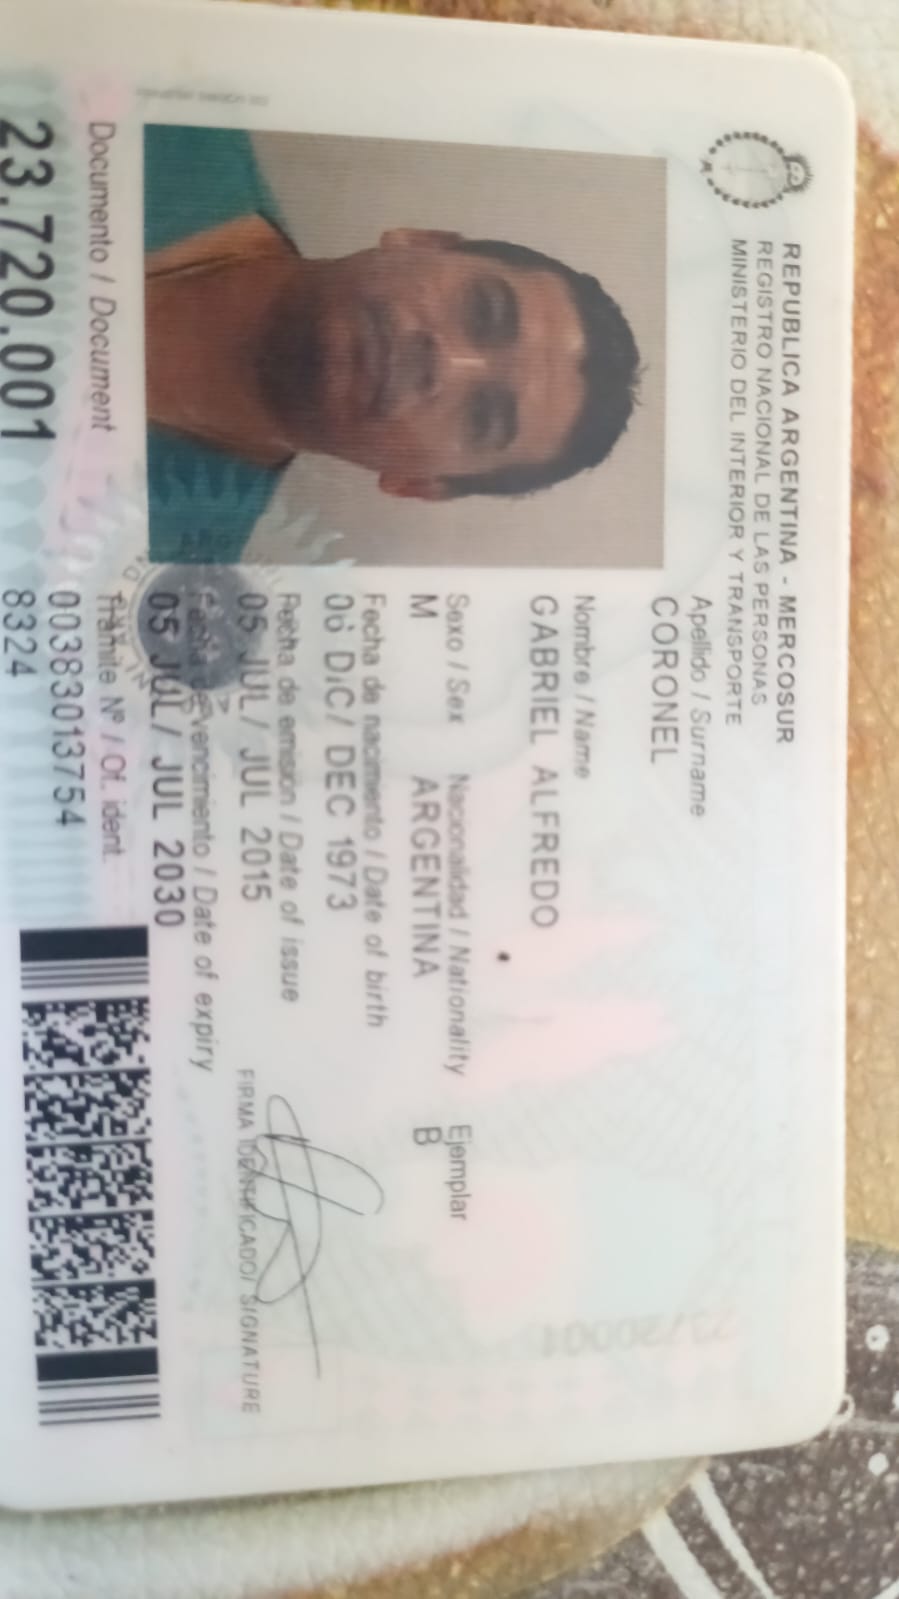 REPUBLICA ARGENTINA - MERCOSUR
REGISTRO NACIONAL DE LAS PERSONAS
MINISTERIO DEL INTERIOR Y TRANSPORTE
Apellido / Surname
CORONEL
Nombre / Name
GABRIEL ALFREDO
Sexo / Sex Nacionalidad / Nationality Ejemplar
M ARGENTINA B
Fecha de nacimiento / Date of birth
06 DIC/ DEC 1973
Fecha de emisión / Date of issue
05 JUL/ JUL 2015
Fecha de vencimiento / Date of expiry
05 JUL/ JUL 2030
FIRMA IDENTIFICADO/ SIGNATURE
Documento / Document
23.720.001
Trámite Nº / Of. ident.
00383013754
8324